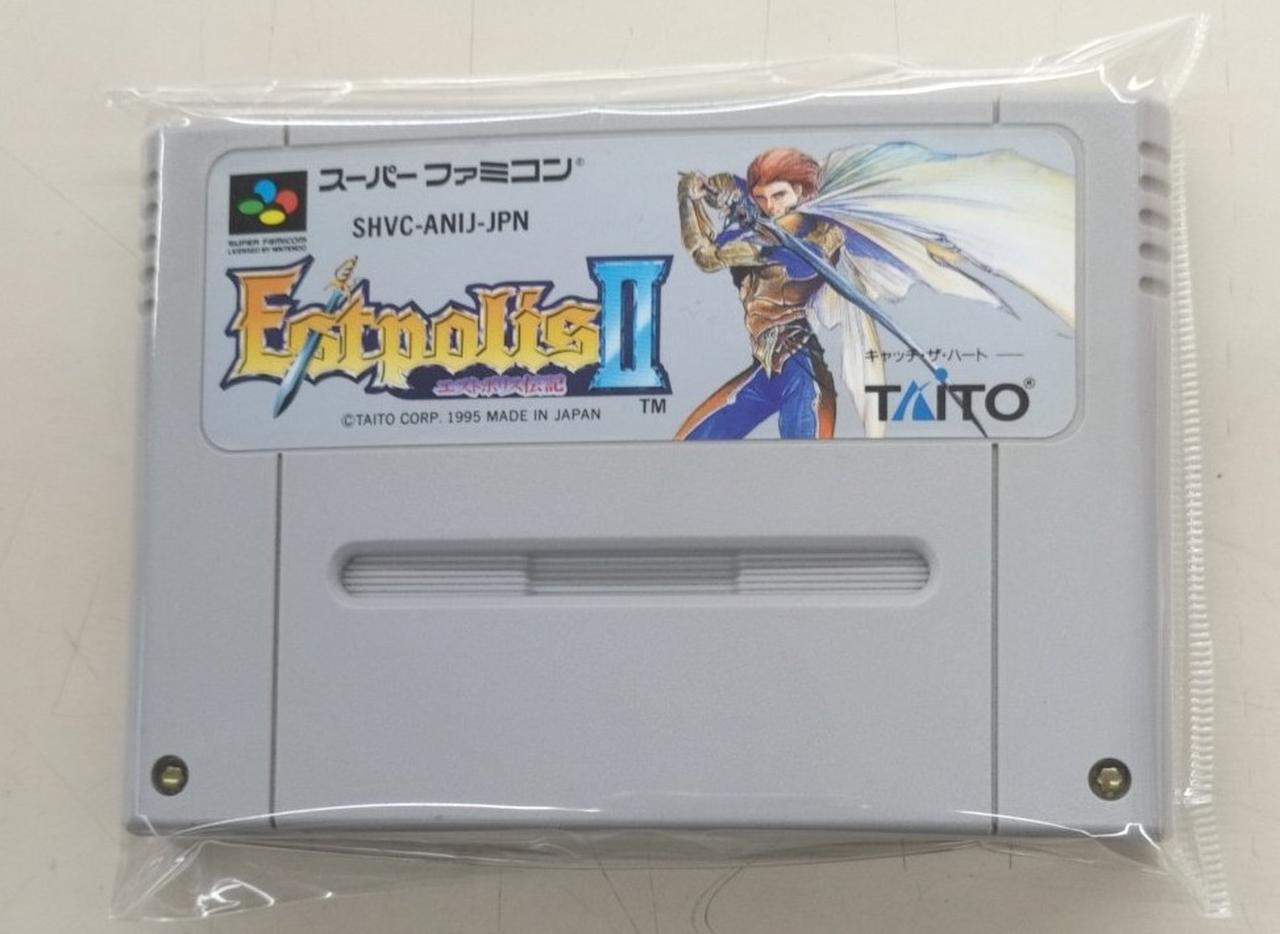 スーパーファミコン®
SUPER FAMICOM
LICENSED BY NINTENDO
SHVC-ANIJ-JPN
Estpolis II
エストポリス伝記
TM
©TAITO CORP. 1995 MADE IN JAPAN
キャッチ・ザ・ハート
TAITO®